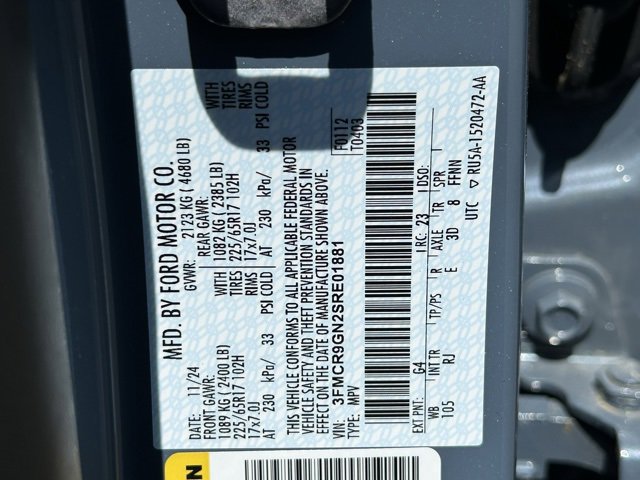 MFD. BY FORD MOTOR CO.
DATE: 11/24 GVWR: 2123 KG ( 4680 LB)
FRONT GAWR: REAR GAWR:
1089 KG ( 2400 LB) WITH 1082 KG ( 2385 LB) WITH
225/65R17 102H TIRES 225/65R17 102H TIRES
17x7.0J RIMS 17x7.0J RIMS
AT 230 kPa/ 33 PSI COLD AT 230 kPa/ 33 PSI COLD
THIS VEHICLE CONFORMS TO ALL APPLICABLE FEDERAL MOTOR
VEHICLE SAFETY AND THEFT PREVENTION STANDARDS IN
EFFECT ON THE DATE OF MANUFACTURE SHOWN ABOVE.
VIN: 3FMCR9GN2SRE01881 F0112
TYPE: MPV T0403
EXT PNT: G4 RC: 23 DSO:
WB INT TR TP/PS R AXLE TR SPR
105 RJ E 3D 8 FFNN
UTC ▽ RU5A-1520472-AA